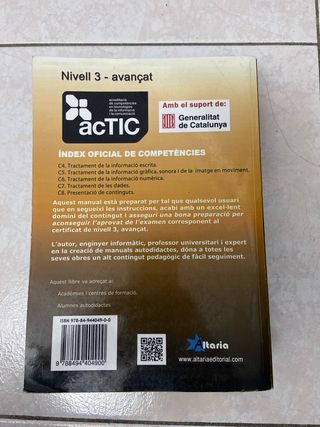 Nivell 3 - avançat
acreditació
de competències
en tecnologies
de la informació
i la comunicació
acTIC
Amb el suport de:
Generalitat
de Catalunya
ÍNDEX OFICIAL DE COMPETÈNCIES
C4. Tractament de la informació escrita.
C5. Tractament de la informació gràfica, sonora i de la imatge en moviment.
C6. Tractament de la informació numèrica.
C7. Tractament de les dades.
C8. Presentació de continguts.
Aquest manual està preparat per tal que qualsevol usuari
que en segueixi les instruccions, acabi amb un excel·lent
domini del contingut i asseguri una bona preparació per
aconseguir l'aprovat de l'examen corresponent al
certificat de nivell 3, avançat.
L'autor, enginyer informàtic, professor universitari i expert
en la creació de manuals autodidactes, dóna a totes les
seves obres un alt contingut pedagògic de fàcil seguiment.
Aquest llibre va adreçat a:
Acadèmies i centres de formació.
Alumnes autodidactes
ISBN 978-84-944049-0-0
9 788494 404900
Altaria
www.altariaeditorial.com